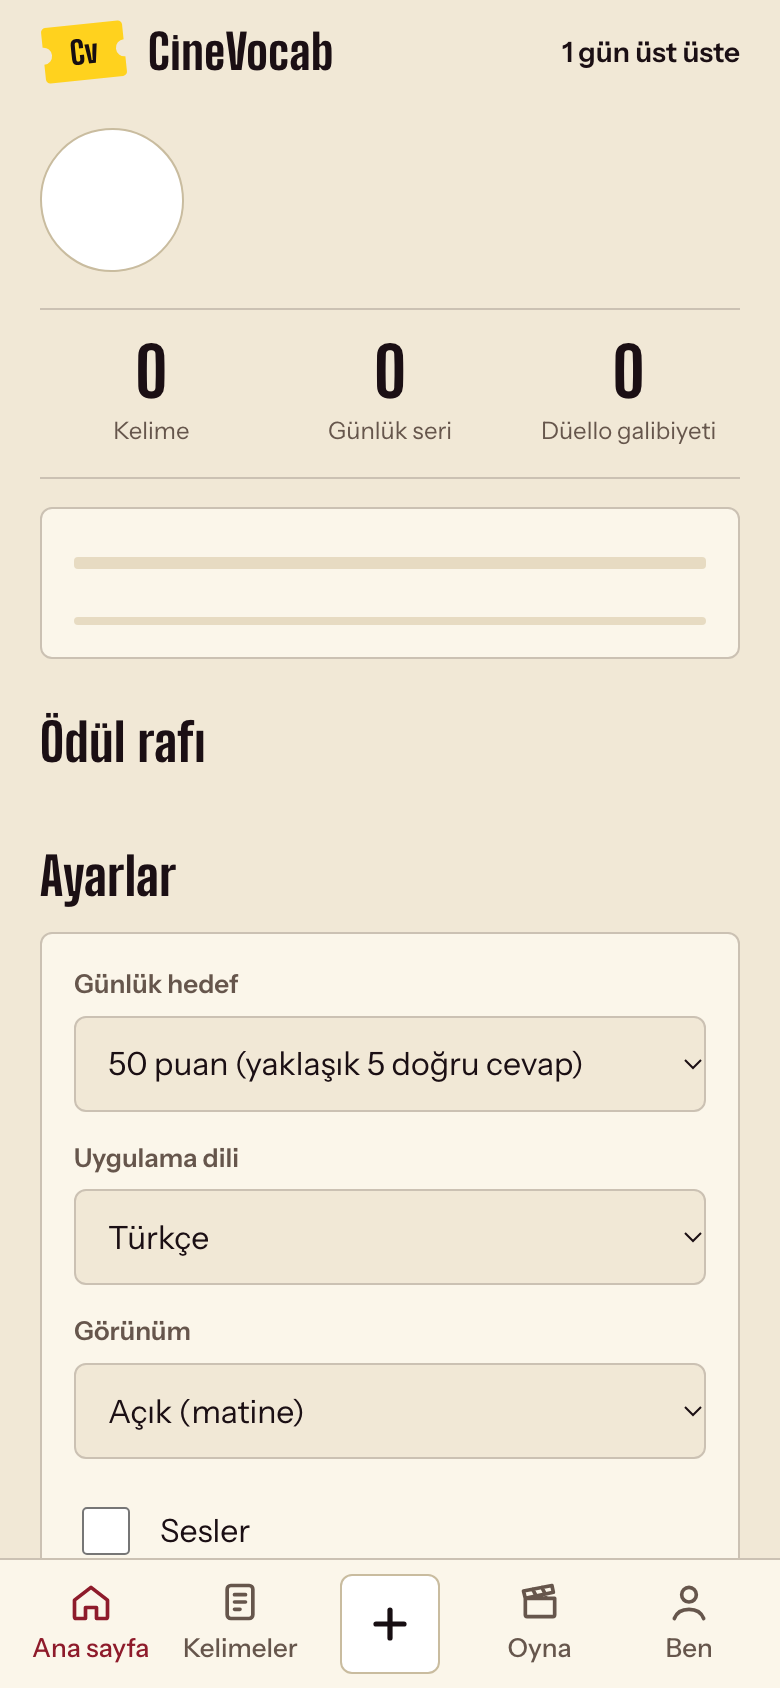 Cv CineVocab 1 gün üst üste
0 0 0
Kelime Günlük seri Düello galibiyeti
Ödül rafı
Ayarlar
Günlük hedef
50 puan (yaklaşık 5 doğru cevap)
Uygulama dili
Türkçe
Görünüm
Açık (matine)
Sesler
Ana sayfa Kelimeler + Oyna Ben